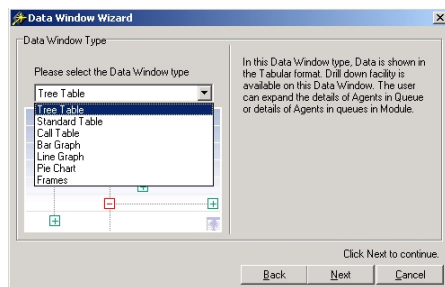 Data Window Wizard
Data Window Type
Please select the Data Window type
Tree Table
Tree Table
Standard Table
Call Table
Bar Graph
Line Graph
Pie Chart
Frames
In this Data Window type, Data is shown in
the Tabular format. Drill down facility is
available on this Data Window. The user
can expand the details of Agents in Queue
or details of Agents in queues in Module.
Click Next to continue.
Back
Next
Cancel